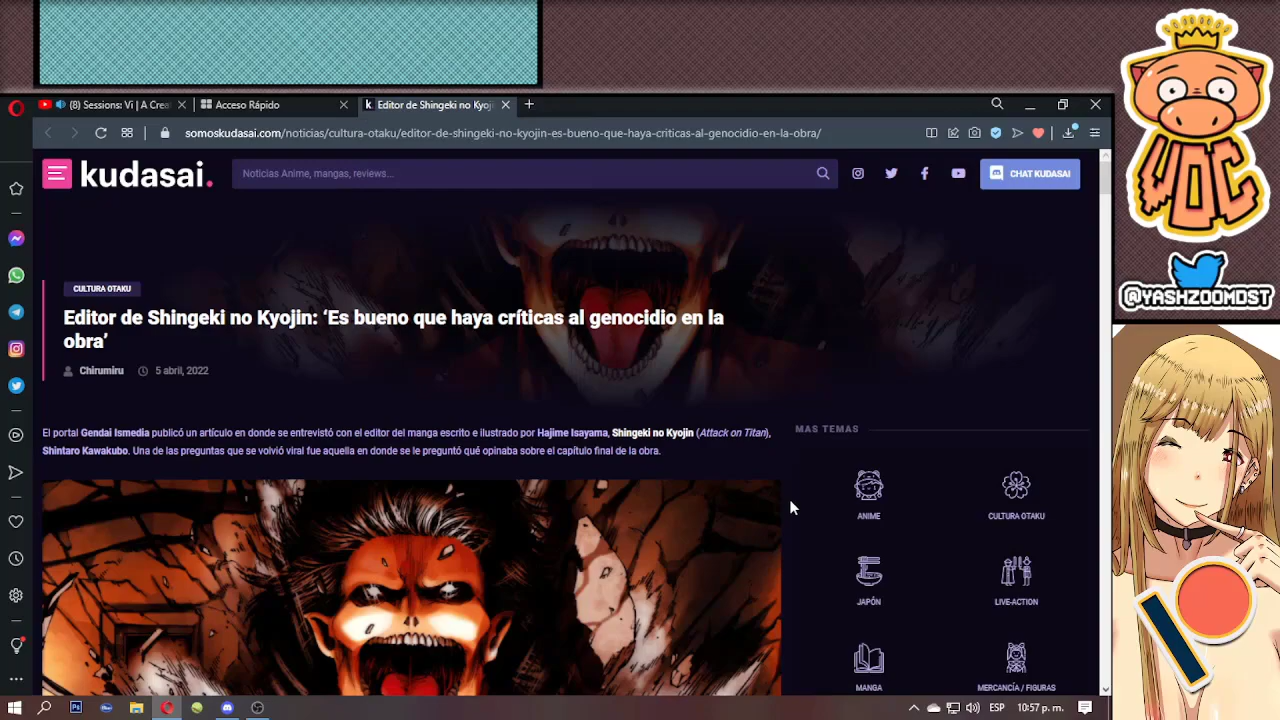 (8) Sessions: Vi | A Crea
Acceso Rápido
Editor de Shingeki no Kyoj
somoskudasai.com/noticias/cultura-otaku/editor-de-shingeki-no-kyojin-es-bueno-que-haya-criticas-al-genocidio-en-la-obra/
kudasai.
Noticias Anime, mangas, reviews...
CHAT KUDASAI
CULTURA OTAKU
Editor de Shingeki no Kyojin: ‘Es bueno que haya críticas al genocidio en la
obra’
Chirumiru
5 abril, 2022
El portal Gendai Ismedia publicó un artículo en donde se entrevistó con el editor del manga escrito e ilustrado por Hajime Isayama, Shingeki no Kyojin (Attack on Titan),
Shintaro Kawakubo. Una de las preguntas que se volvió viral fue aquella en donde se le preguntó qué opinaba sobre el capítulo final de la obra.
MAS TEMAS
ANIME
CULTURA OTAKU
JAPÓN
LIVE-ACTION
MANGA
MERCANCÍA / FIGURAS
ESP
10:57 p. m.
@YASHZOOMDST